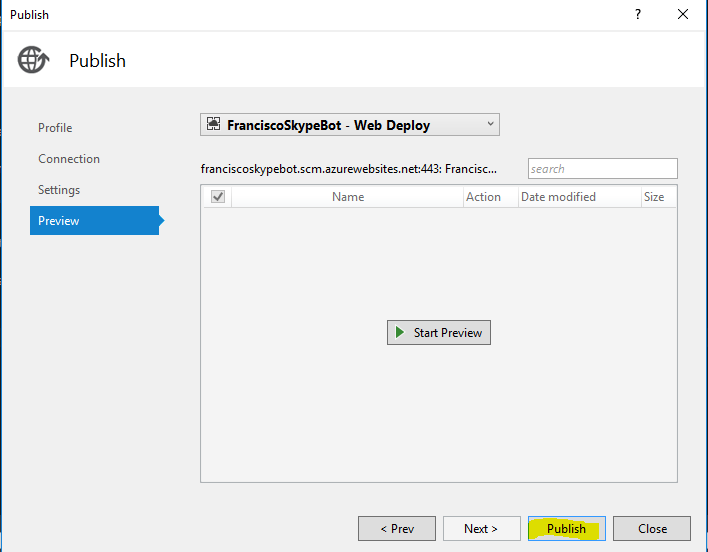 Publish
?
Publish
Profile
Connection
Settings
Preview
FranciscoSkypeBot - Web Deploy
franciscoskypebot.scm.azurewebsites.net:443: Francisc...
search
Name Action Date modified Size
Start Preview
< Prev Next > Publish Close